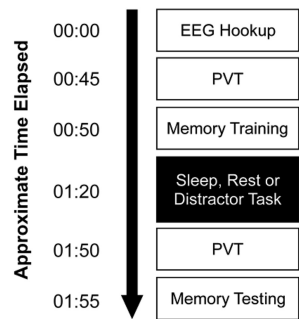 Approximate Time Elapsed
00:00 EEG Hookup
00:45 PVT
00:50 Memory Training
01:20 Sleep, Rest or
Distractor Task
01:50 PVT
01:55 Memory Testing